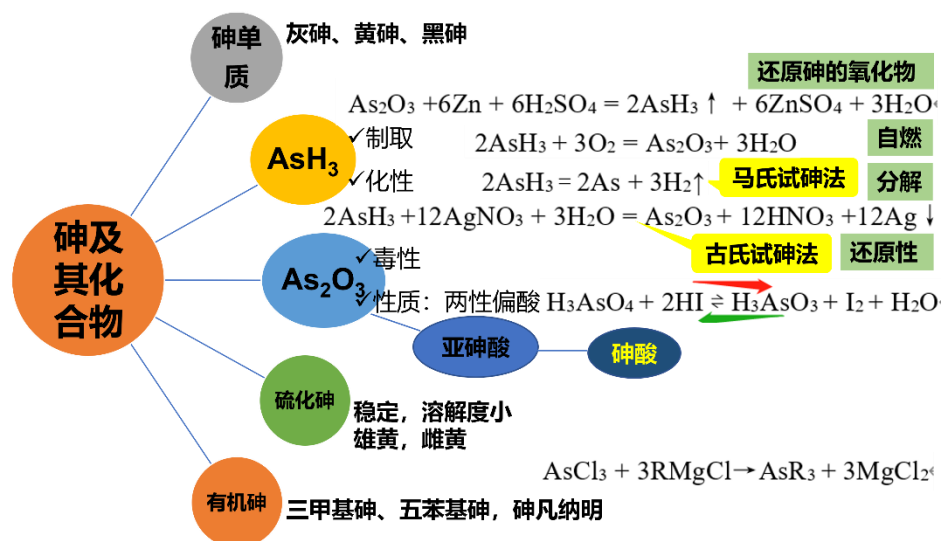 砷单质
灰砷、黄砷、黑砷
还原砷的氧化物
As₂O₃ +6Zn + 6H₂SO₄ = 2AsH₃ ↑ + 6ZnSO₄ + 3H₂O
AsH₃
✓制取
2AsH₃ + 3O₂ = As₂O₃+ 3H₂O
自燃
✓化性
2AsH₃ = 2As + 3H₂↑
马氏试砷法
分解
2AsH₃ +12AgNO₃ + 3H₂O = As₂O₃ + 12HNO₃ +12Ag ↓
古氏试砷法
还原性
砷及其化合物
As₂O₃
✓毒性
✓性质：两性偏酸
H₃AsO₄ + 2HI ⇌ H₃AsO₃ + I₂ + H₂O
亚砷酸
砷酸
硫化砷
稳定，溶解度小
雄黄，雌黄
AsCl₃ + 3RMgCl→AsR₃ + 3MgCl₂
有机砷
三甲基砷、五苯基砷，砷凡纳明